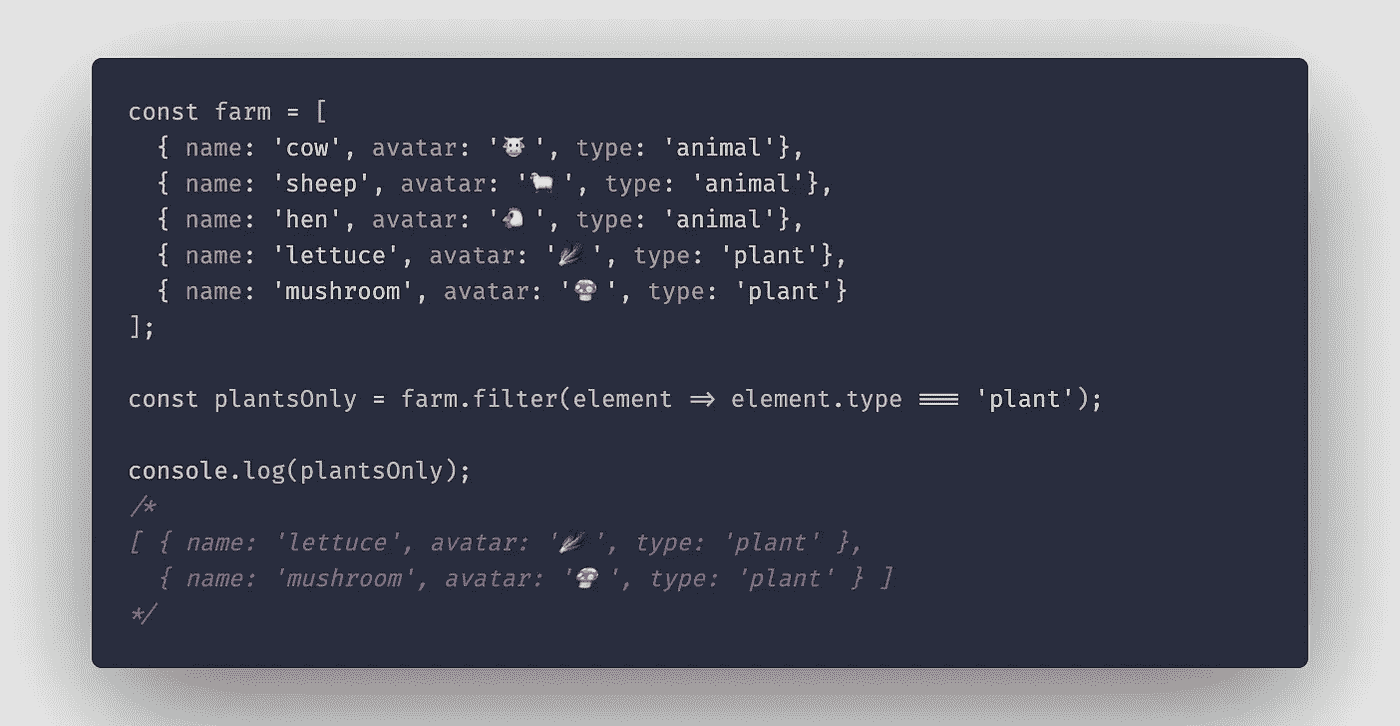 const farm = [
  { name: 'cow', avatar: '🐮', type: 'animal'},
  { name: 'sheep', avatar: '🐑', type: 'animal'},
  { name: 'hen', avatar: '🐔', type: 'animal'},
  { name: 'lettuce', avatar: '🌿', type: 'plant'},
  { name: 'mushroom', avatar: '🍄', type: 'plant'}
];
const plantsOnly = farm.filter(element => element.type === 'plant');
console.log(plantsOnly);
/*
[ { name: 'lettuce', avatar: '🌿', type: 'plant' },
  { name: 'mushroom', avatar: '🍄', type: 'plant' } ]
*/